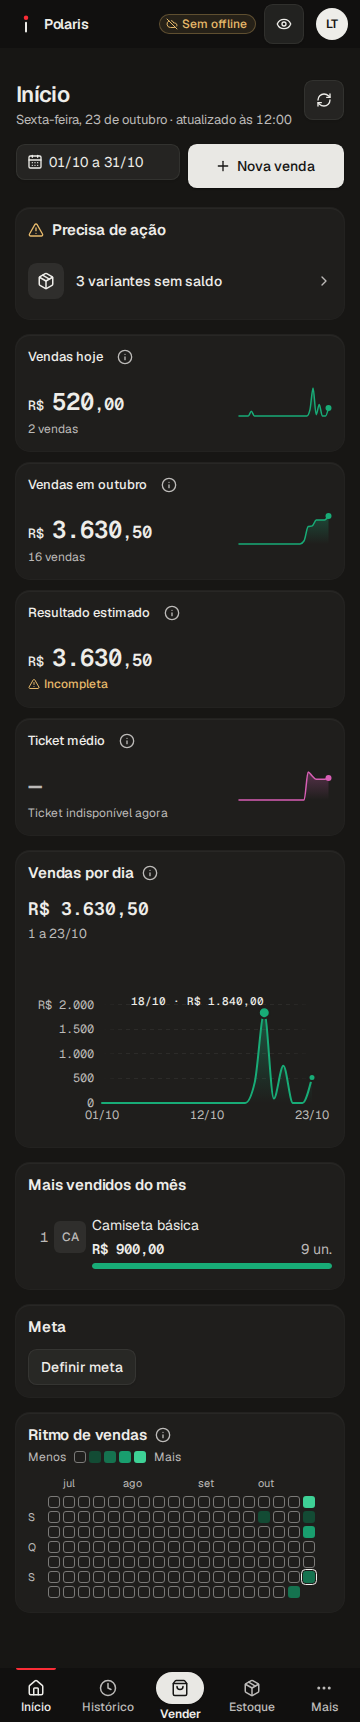 Polaris
Sem offline
LT
Início
Sexta-feira, 23 de outubro · atualizado às 12:00
01/10 a 31/10
Nova venda
Precisa de ação
3 variantes sem saldo
Vendas hoje
R$ 520,00
2 vendas
Vendas em outubro
R$ 3.630,50
16 vendas
Resultado estimado
R$ 3.630,50
Incompleta
Ticket médio
—
Ticket indisponível agora
Vendas por dia
R$ 3.630,50
1 a 23/10
18/10 · R$ 1.840,00
R$ 2.000
1.500
1.000
500
0
01/10 12/10 23/10
Mais vendidos do mês
1 CA Camiseta básica
R$ 900,00 9 un.
Meta
Definir meta
Ritmo de vendas
Menos Mais
jul ago set out
S
Q
S
Início Histórico Vender Estoque Mais